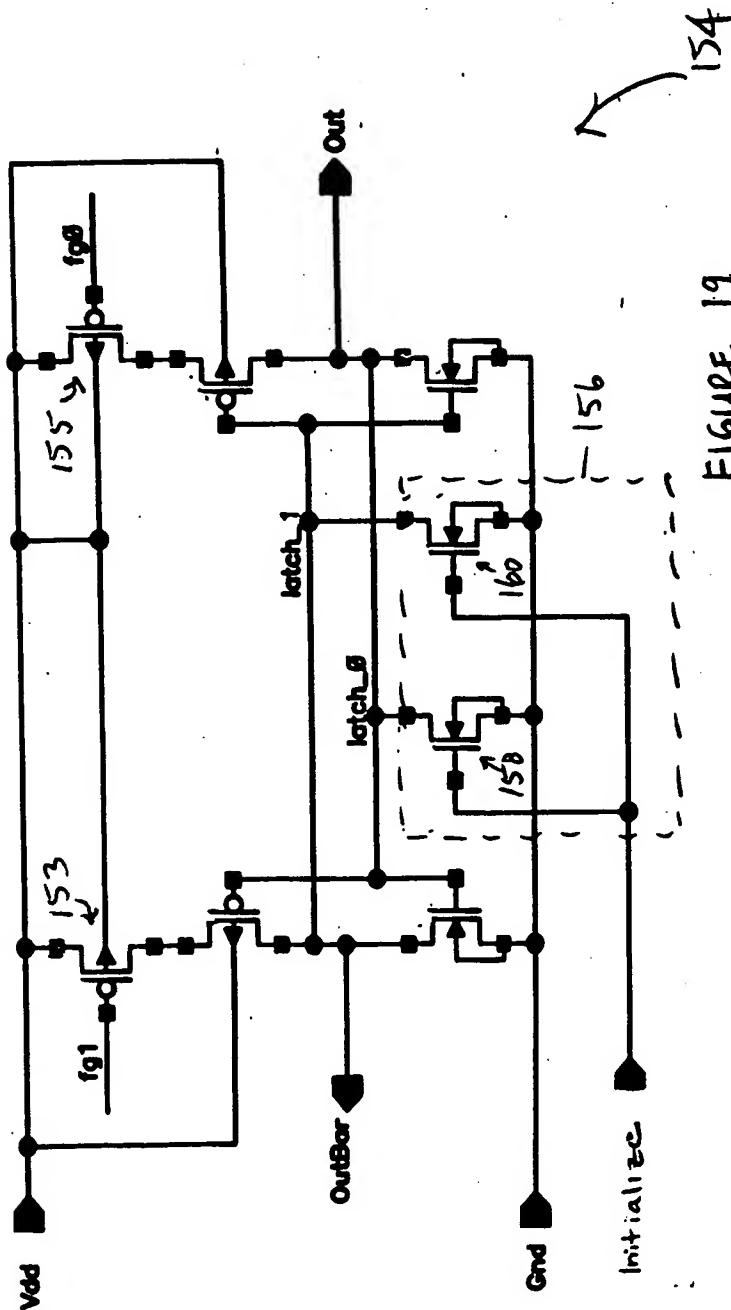 Vdd
153
155
fg1
fg0
latch_1
latch_0
OutBar
Out
158
160
156
Gnd
Initialize
FIGURE 19
154